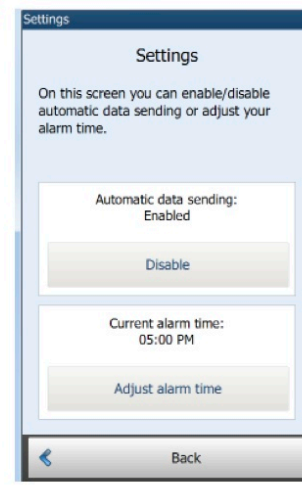 Settings
Settings
On this screen you can enable/disable
automatic data sending or adjust your
alarm time.
Automatic data sending:
Enabled
Disable
Current alarm time:
05:00 PM
Adjust alarm time
Back